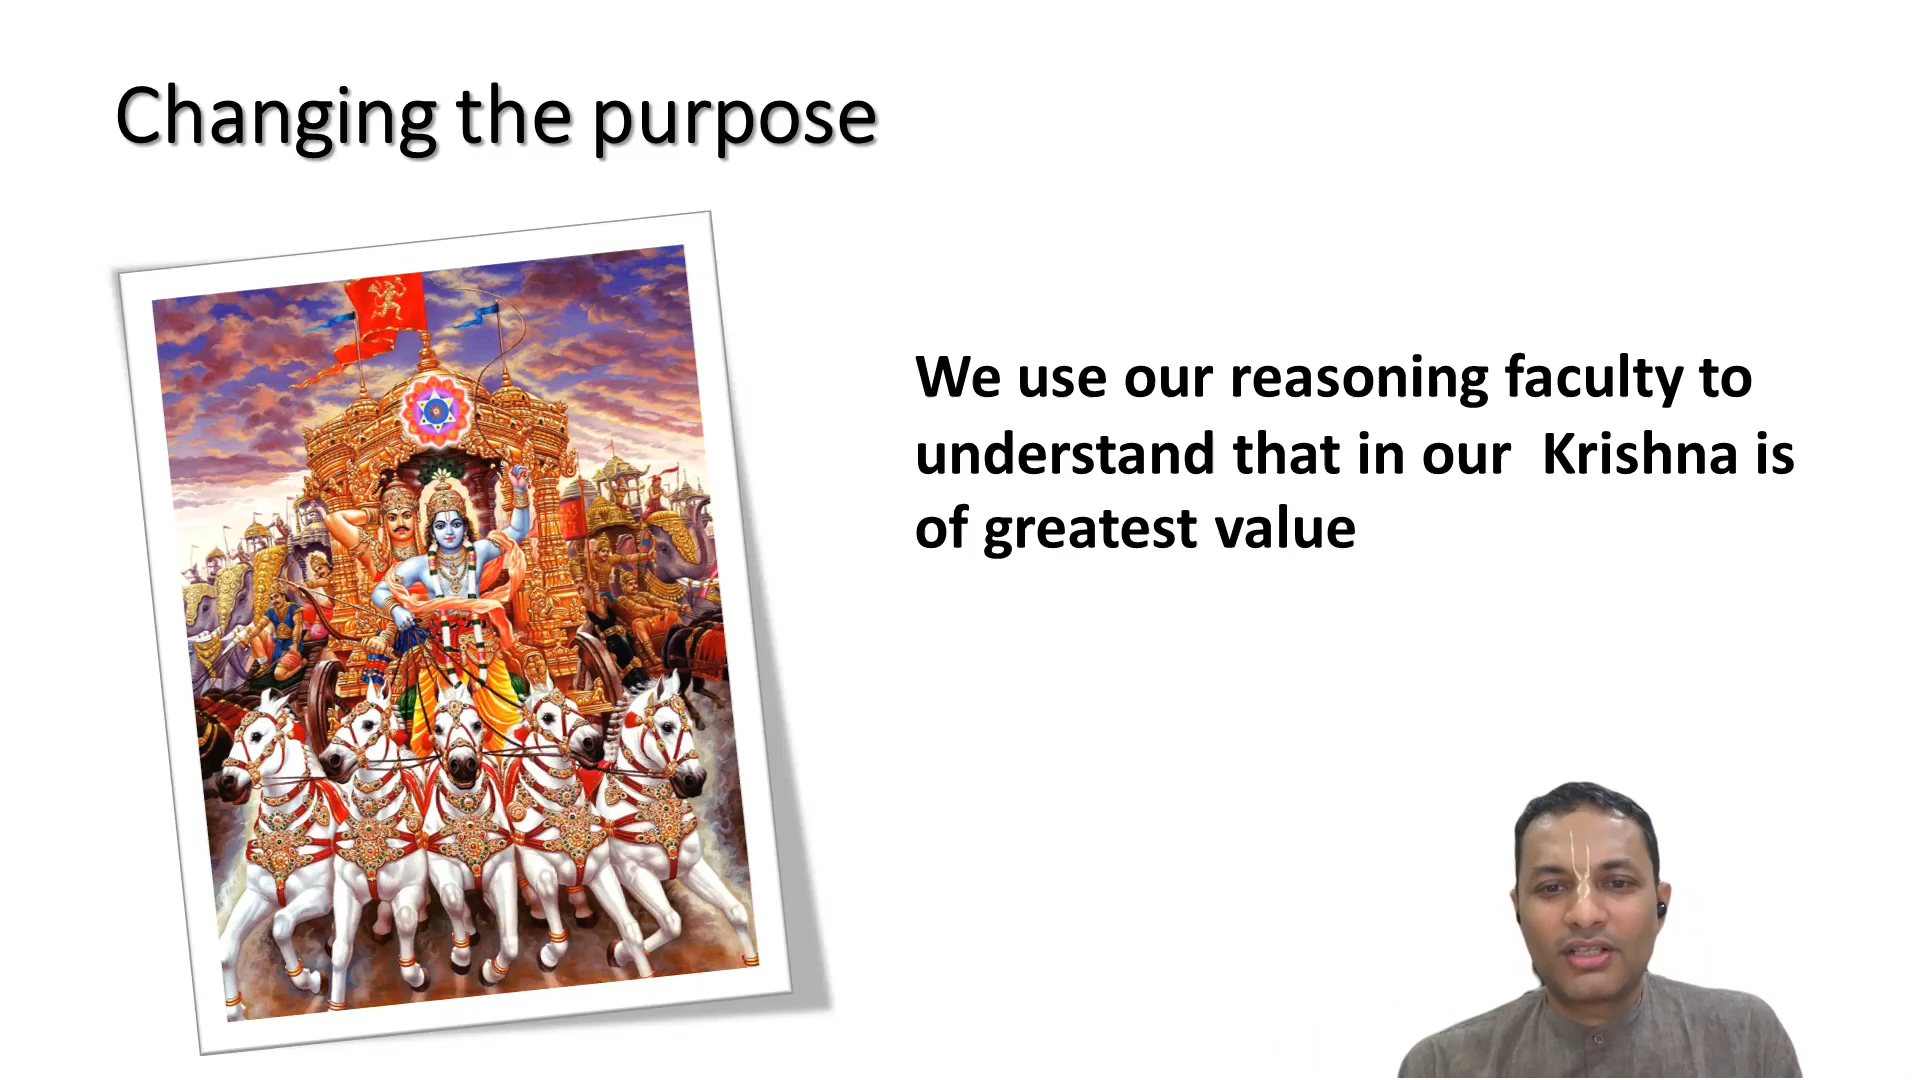 Changing the purpose
We use our reasoning faculty to
understand that in our  Krishna is
of greatest value